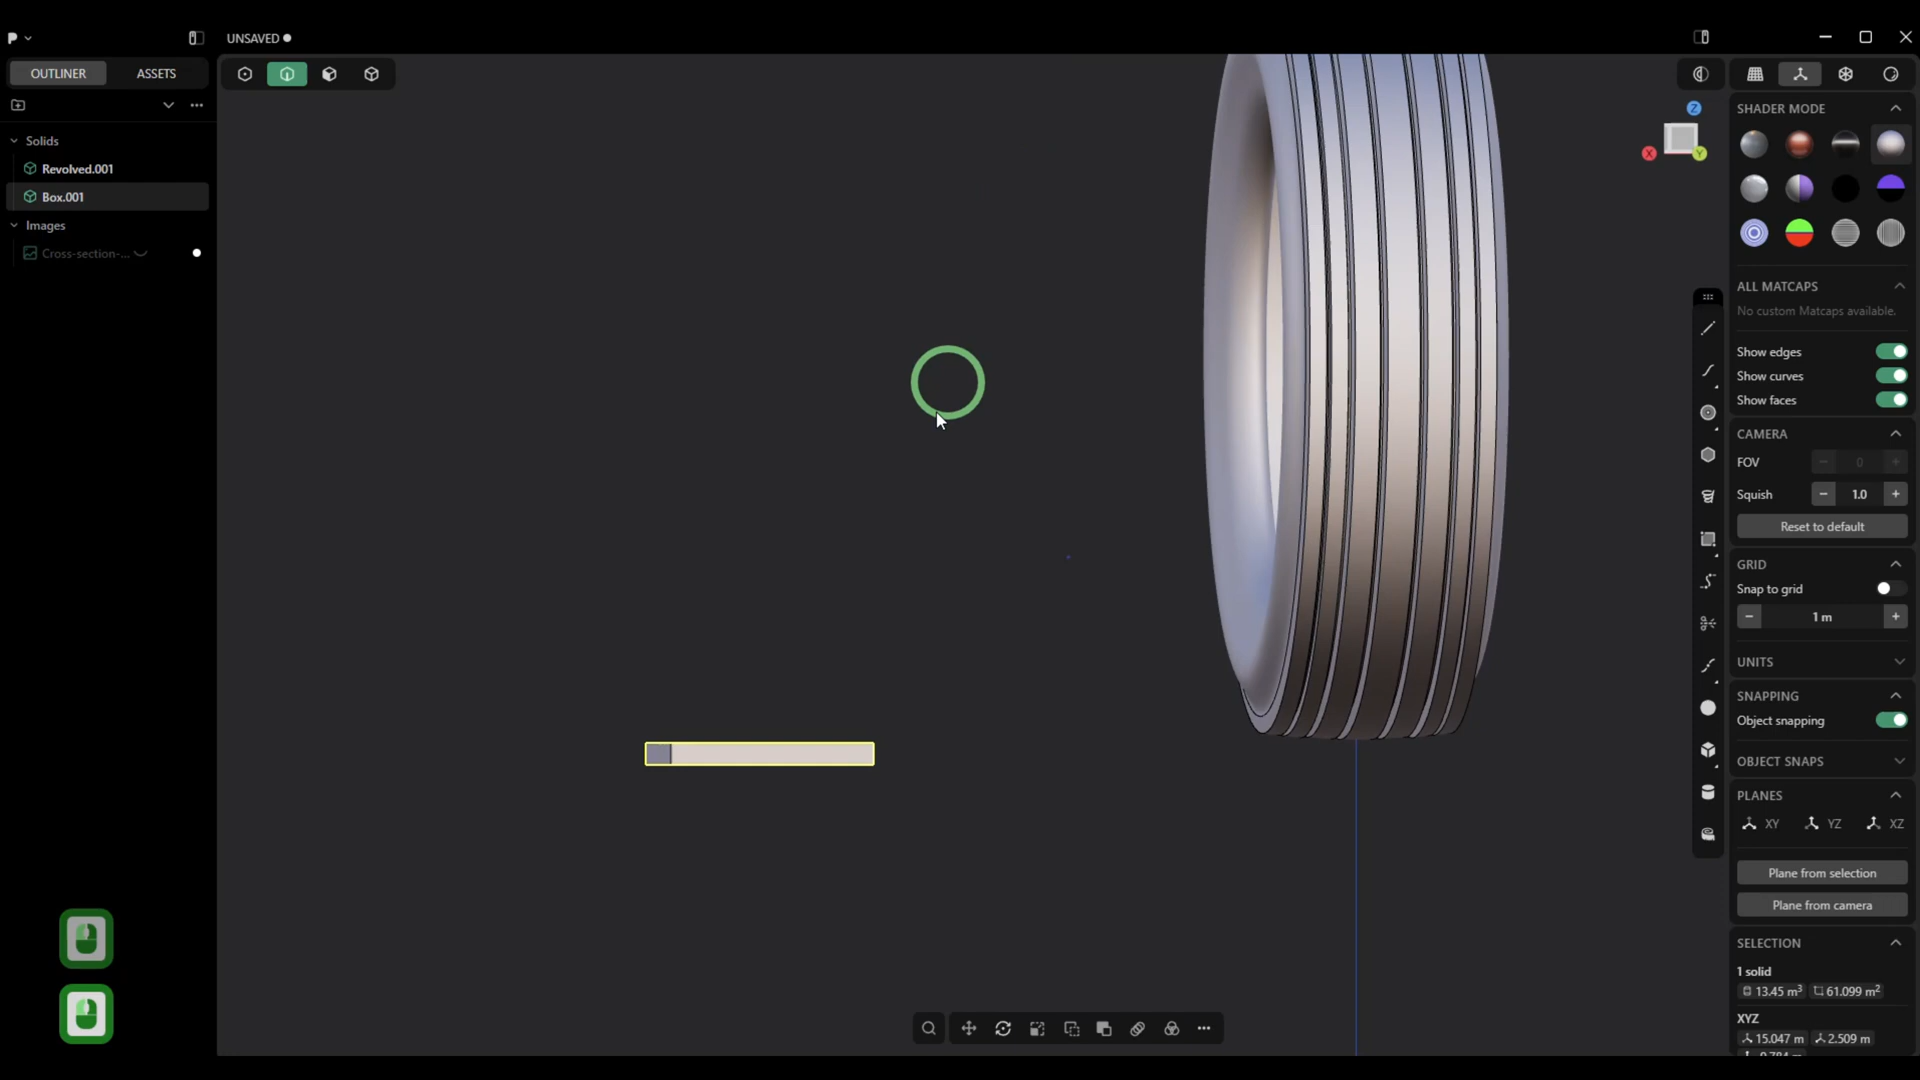 UNSAVED
OUTLINER ASSETS
Solids
Revolved.001
Box.001
Images
Cross-section-...
X
Y
Z
SHADER MODE
ALL MATCAPS
No custom Matcaps available.
Show edges
Show curves
Show faces
CAMERA
FOV 0
Squish 1.0
Reset to default
GRID
Snap to grid
1 m
UNITS
SNAPPING
Object snapping
OBJECT SNAPS
PLANES
XY YZ XZ
Plane from selection
Plane from camera
SELECTION
1 solid
13.45 m³ 61.099 m²
XYZ
15.047 m 2.509 m